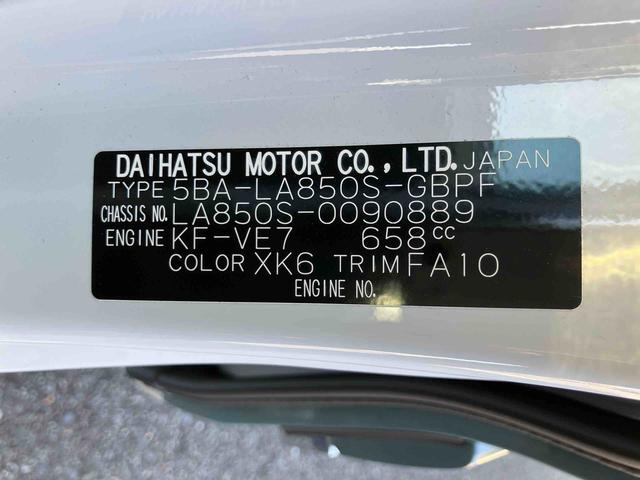 DAIHATSU MOTOR CO., LTD. JAPAN
TYPE 5BA-LA850S-GBPF
CHASSIS NO. LA850S-0090889
ENGINE KF-VE7 658CC
COLOR XK6 TRIM FA10
ENGINE NO.